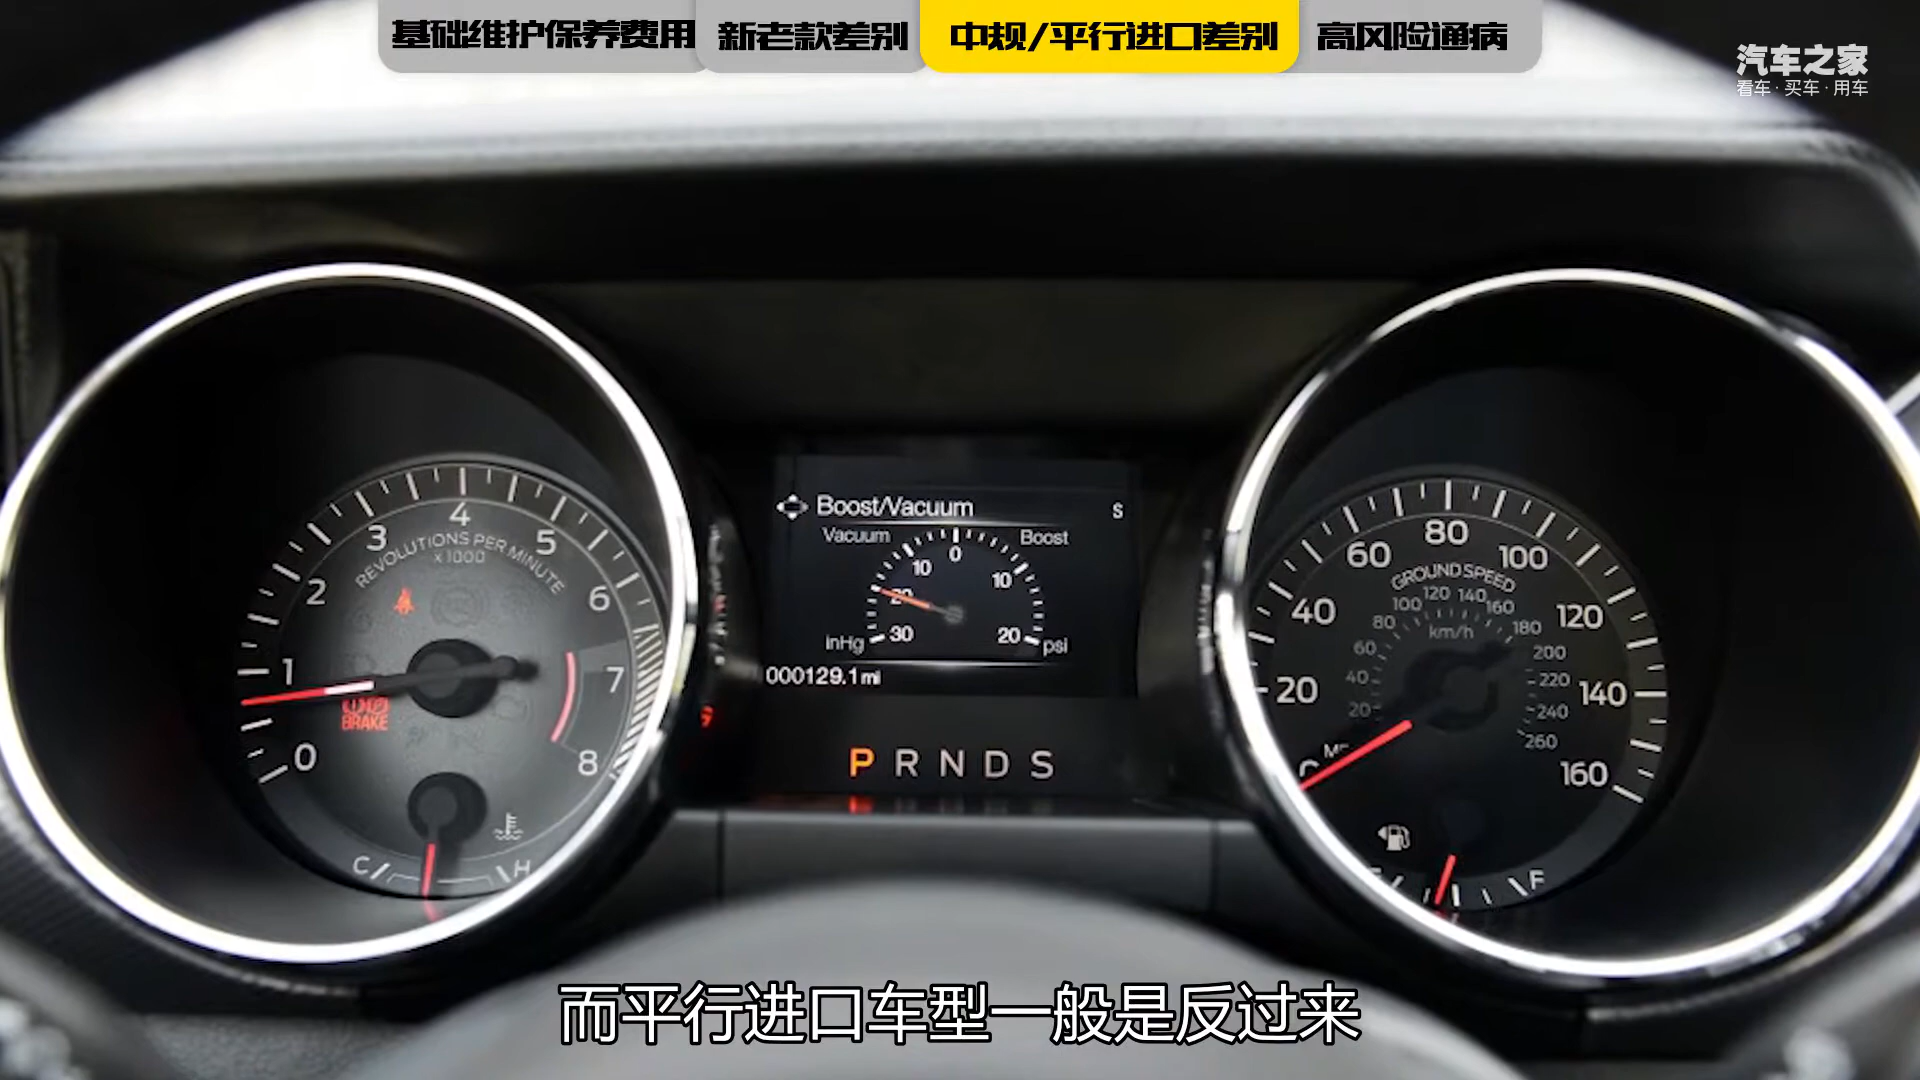 基础维护保养费用 新老款差别 中规/平行进口差别 高风险通病
汽车之家
看车·买车·用车
4
3 5
REVOLUTIONS PER MINUTE
x1000
2 6
1 7
BRAKE
0 8
C H
Boost/Vacuum S
Vacuum Boost
0
10 10
20
inHg 30 20 psi
000129.1 mi
P R N D S
80
60 100
GROUND SPEED
40 120
20 140
160
120 140
100 160
80 km/h 180
60 200
40 220
20 240
260
F
而平行进口车型一般是反过来